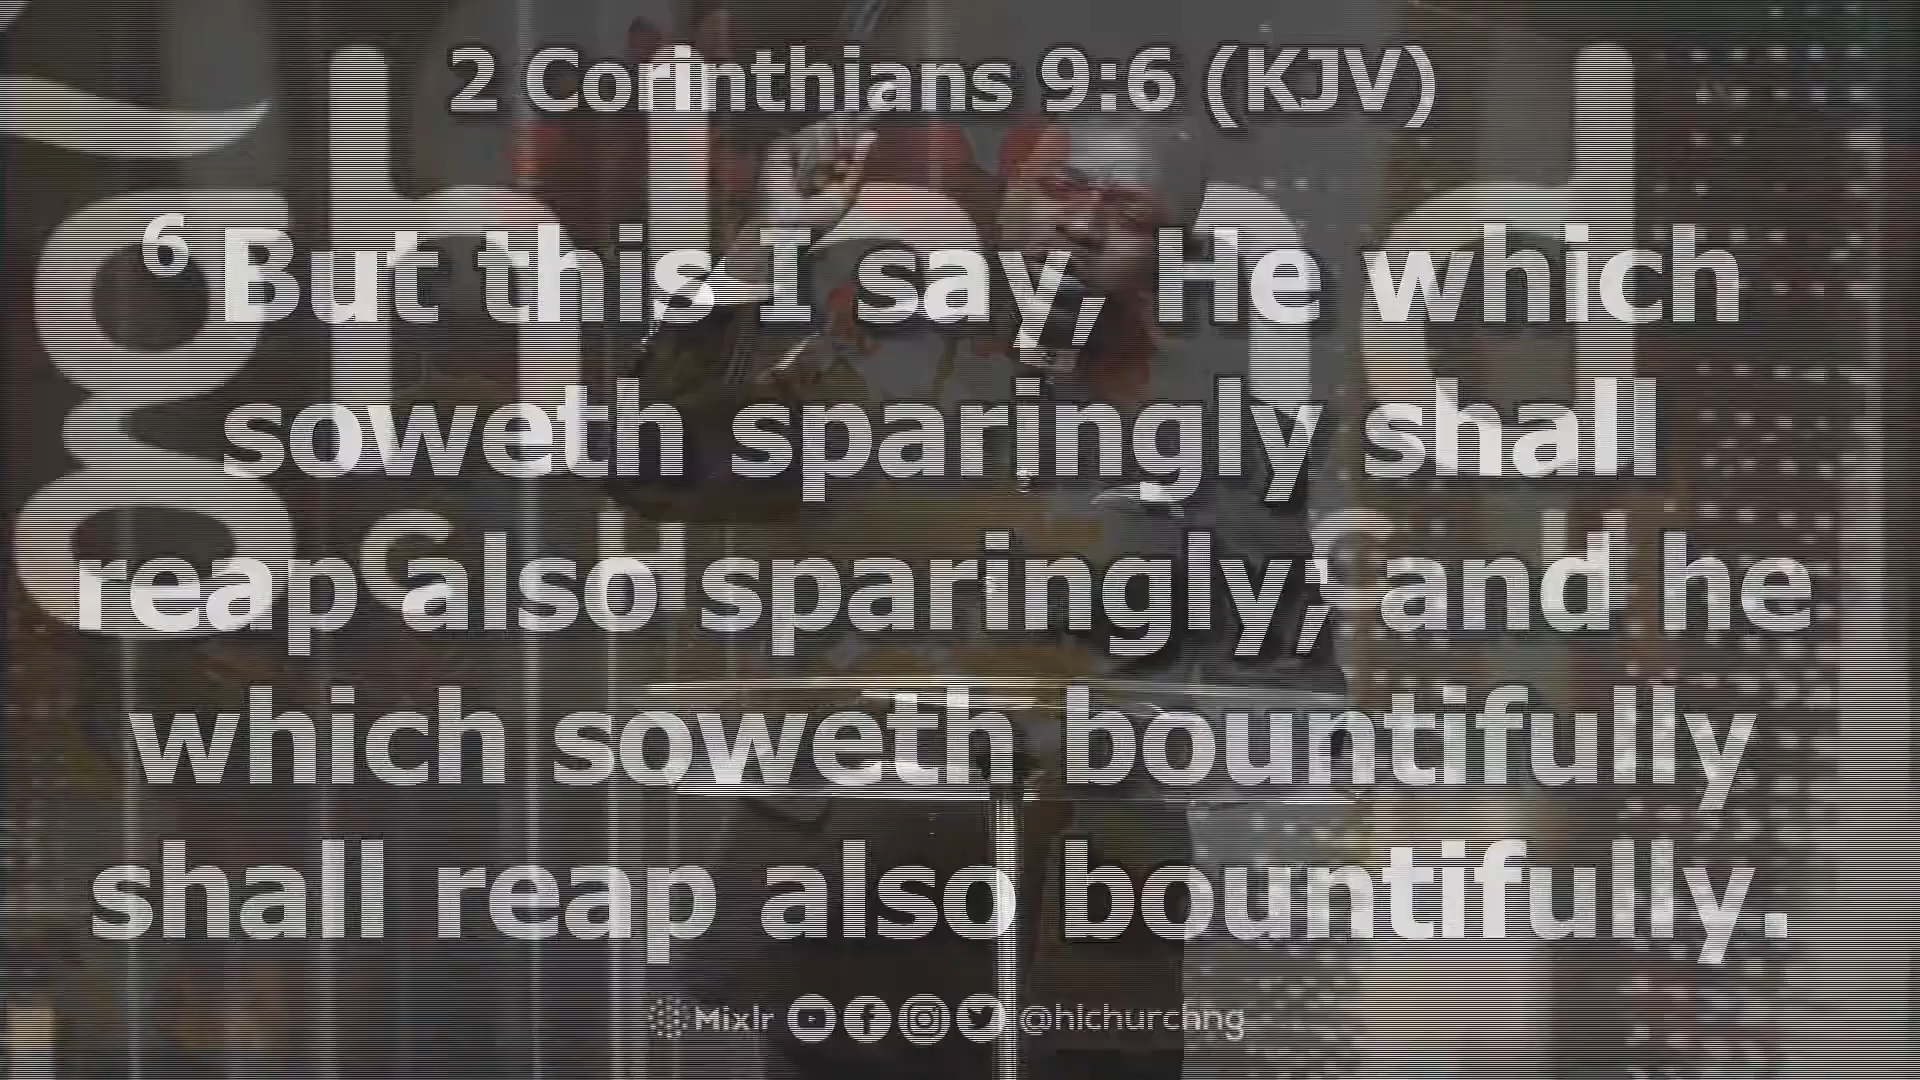 2 Corinthians 9:6 (KJV)
6 But this I say, He which
soweth sparingly shall
reap also sparingly; and he
which soweth bountifully
shall reap also bountifully.
Mixlr @hlchurchng